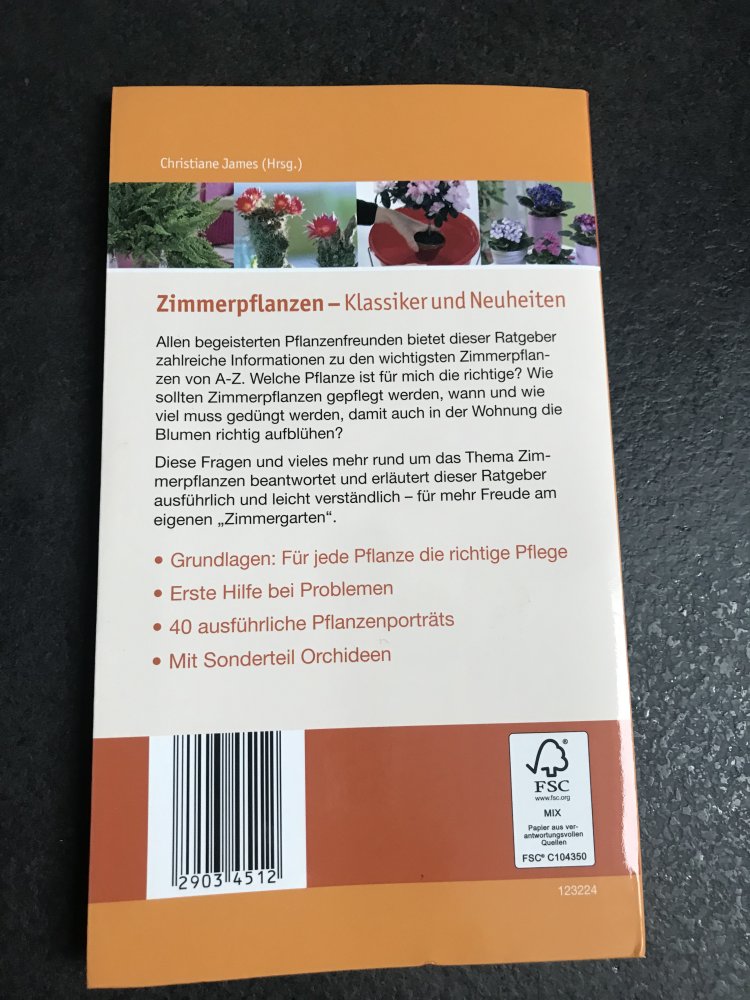 Christiane James (Hrsg.)
Zimmerpflanzen – Klassiker und Neuheiten
Allen begeisterten Pflanzenfreunden bietet dieser Ratgeber
zahlreiche Informationen zu den wichtigsten Zimmerpflan-
zen von A-Z. Welche Pflanze ist für mich die richtige? Wie
sollten Zimmerpflanzen gepflegt werden, wann und wie
viel muss gedüngt werden, damit auch in der Wohnung die
Blumen richtig aufblühen?
Diese Fragen und vieles mehr rund um das Thema Zim-
merpflanzen beantwortet und erläutert dieser Ratgeber
ausführlich und leicht verständlich – für mehr Freude am
eigenen „Zimmergarten“.
• Grundlagen: Für jede Pflanze die richtige Pflege
• Erste Hilfe bei Problemen
• 40 ausführliche Pflanzenporträts
• Mit Sonderteil Orchideen
2903 4512
®
FSC
www.fsc.org
MIX
Papier aus ver-
antwortungsvollen
Quellen
FSC® C104350
123224